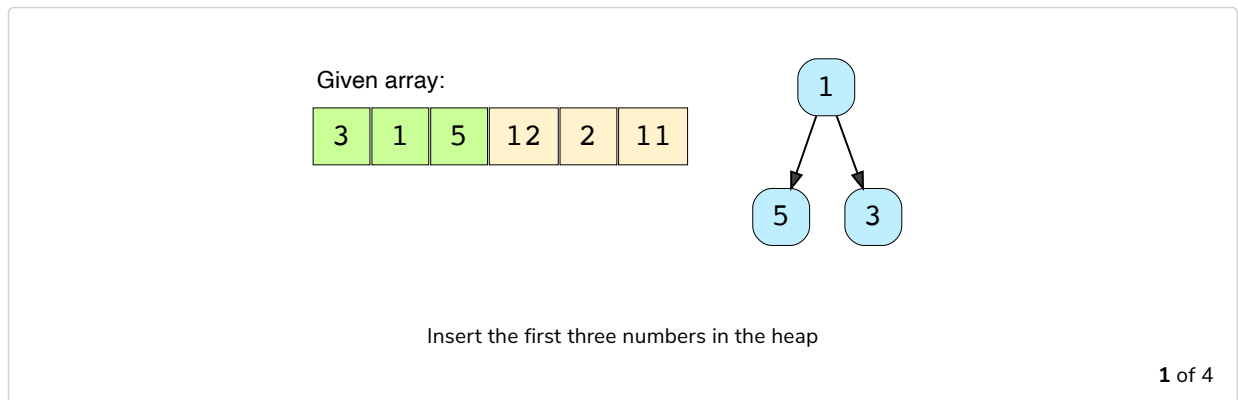 Given array:
3 1 5 12 2 11
1
5 3
Insert the first three numbers in the heap
1 of 4